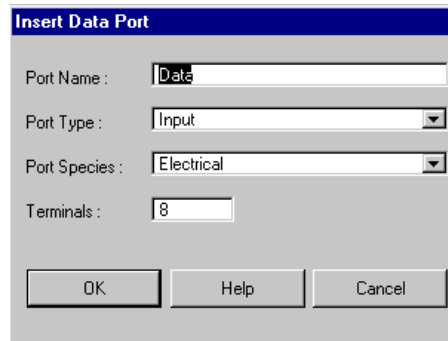 Insert Data Port
Port Name : Data
Port Type : Input
Port Species : Electrical
Terminals : 8
OK Help Cancel